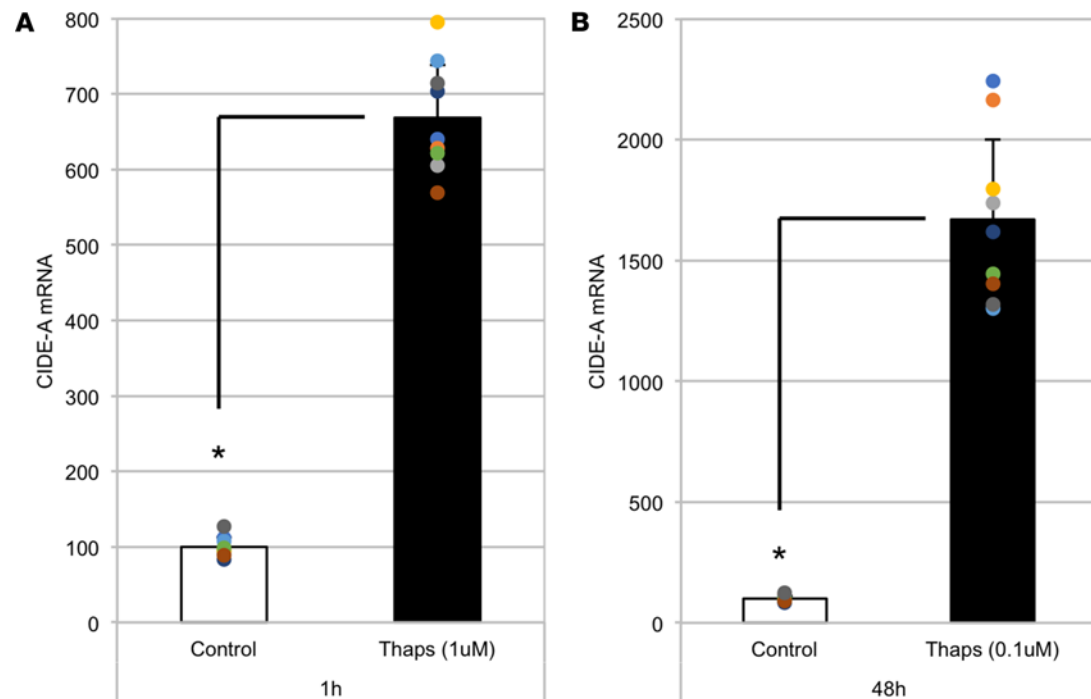 A
CIDE-A mRNA
800
700
600
500
400
300
200
100
0
*
Control
Thaps (1uM)
1h
B
CIDE-A mRNA
2500
2000
1500
1000
500
0
*
Control
Thaps (0.1uM)
48h